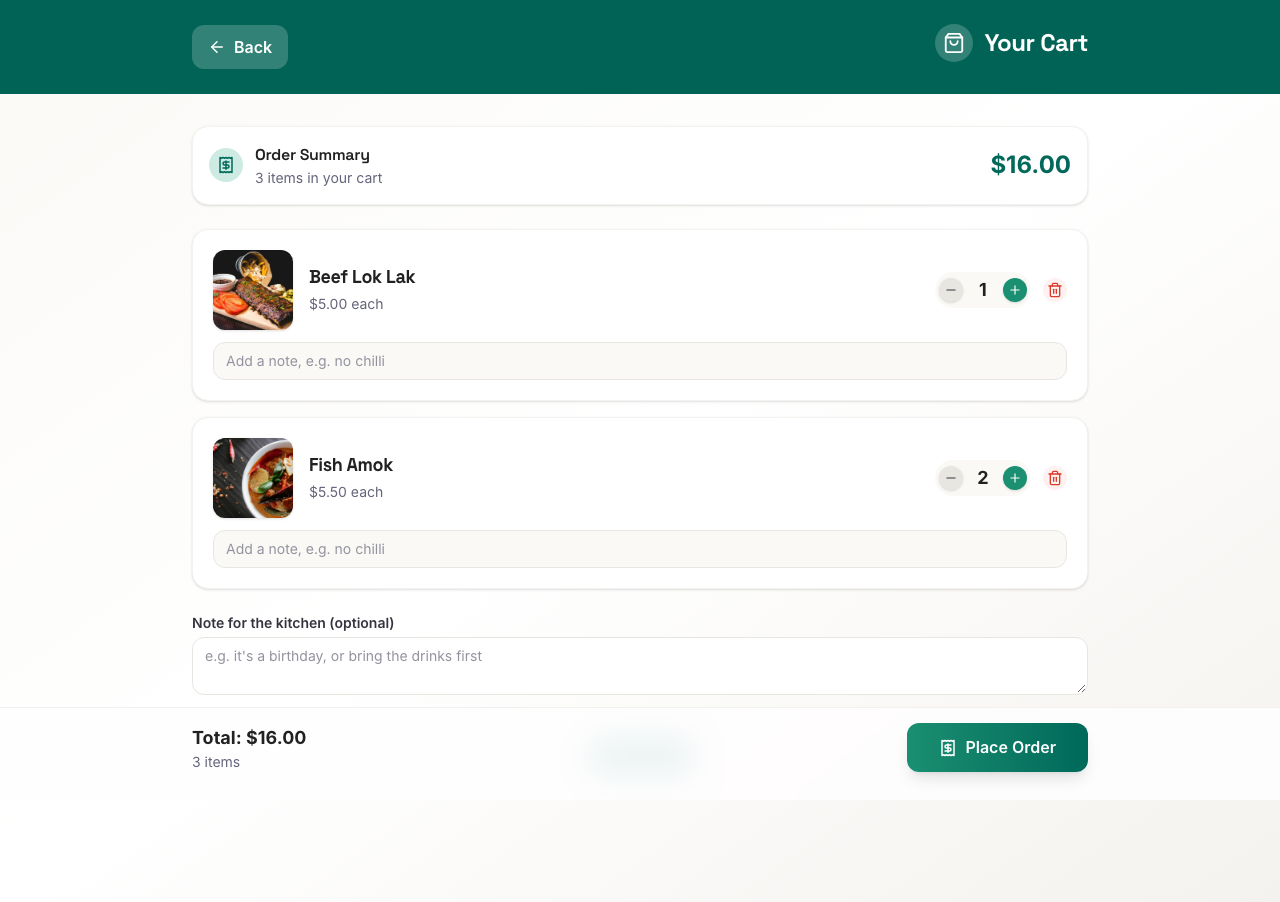 Back
Your Cart
Order Summary
3 items in your cart
$16.00
Beef Lok Lak
$5.00 each
1
Add a note, e.g. no chilli
Fish Amok
$5.50 each
2
Add a note, e.g. no chilli
Note for the kitchen (optional)
e.g. it's a birthday, or bring the drinks first
Total: $16.00
3 items
Place Order